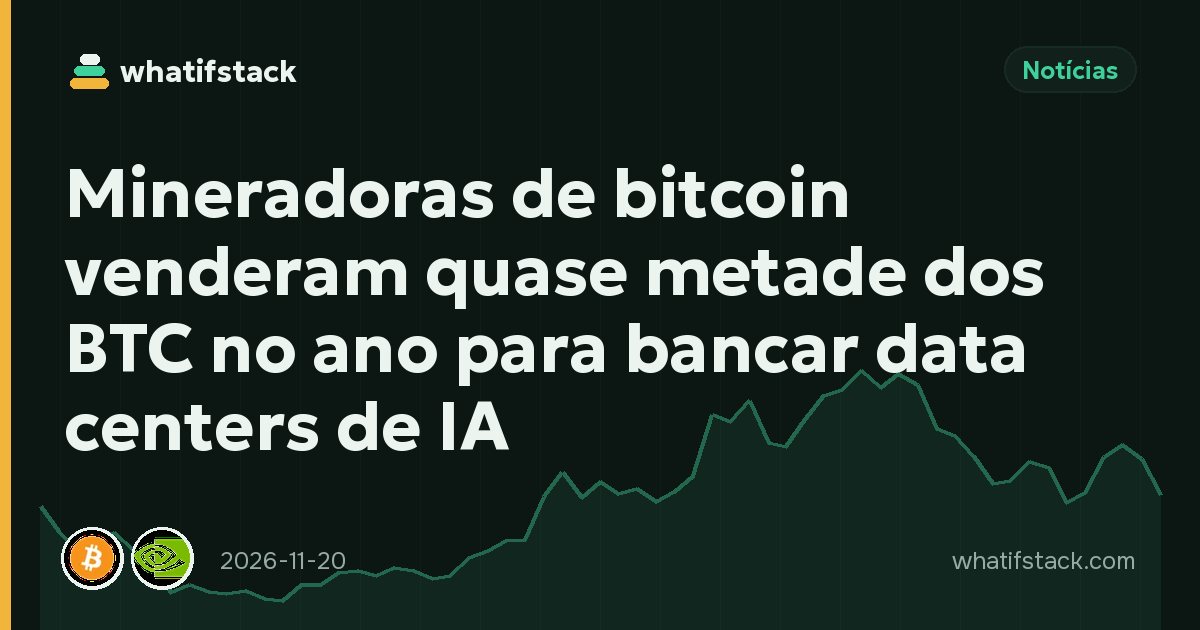 whatifstack
Notícias
Mineradoras de bitcoin
venderam quase metade dos
BTC no ano para bancar data
centers de IA
2026-11-20
whatifstack.com